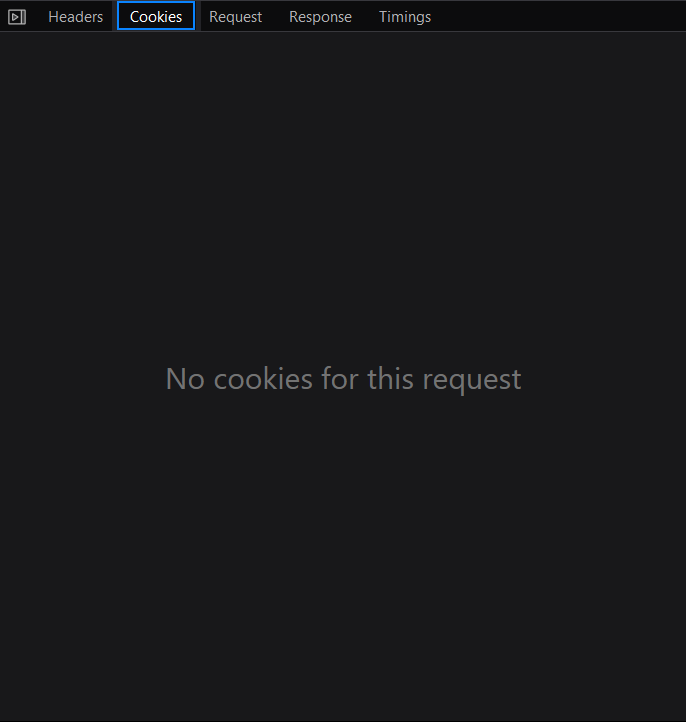 Headers Cookies Request Response Timings
No cookies for this request